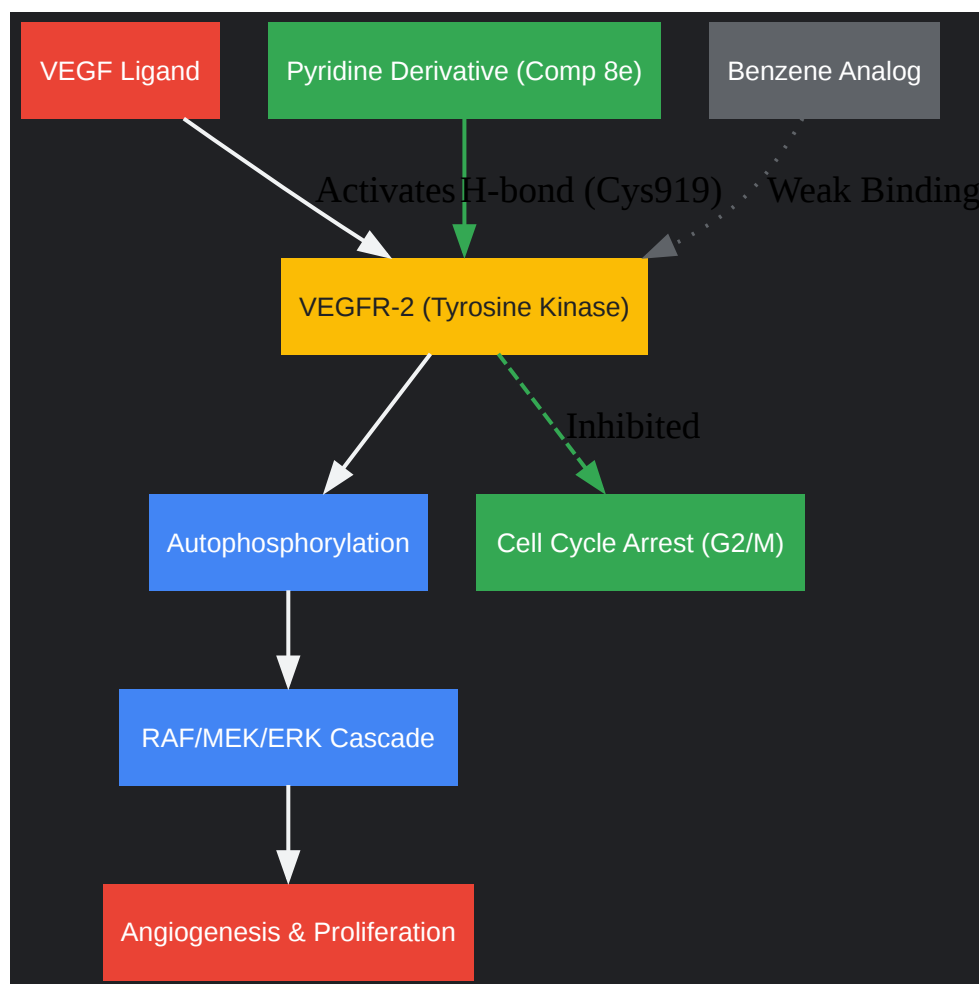 VEGF Ligand
Pyridine Derivative (Comp 8e)
Benzene Analog
Activates
H-bond (Cys919)
Weak Binding
VEGFR-2 (Tyrosine Kinase)
Inhibited
Autophosphorylation
Cell Cycle Arrest (G2/M)
RAF/MEK/ERK Cascade
Angiogenesis & Proliferation